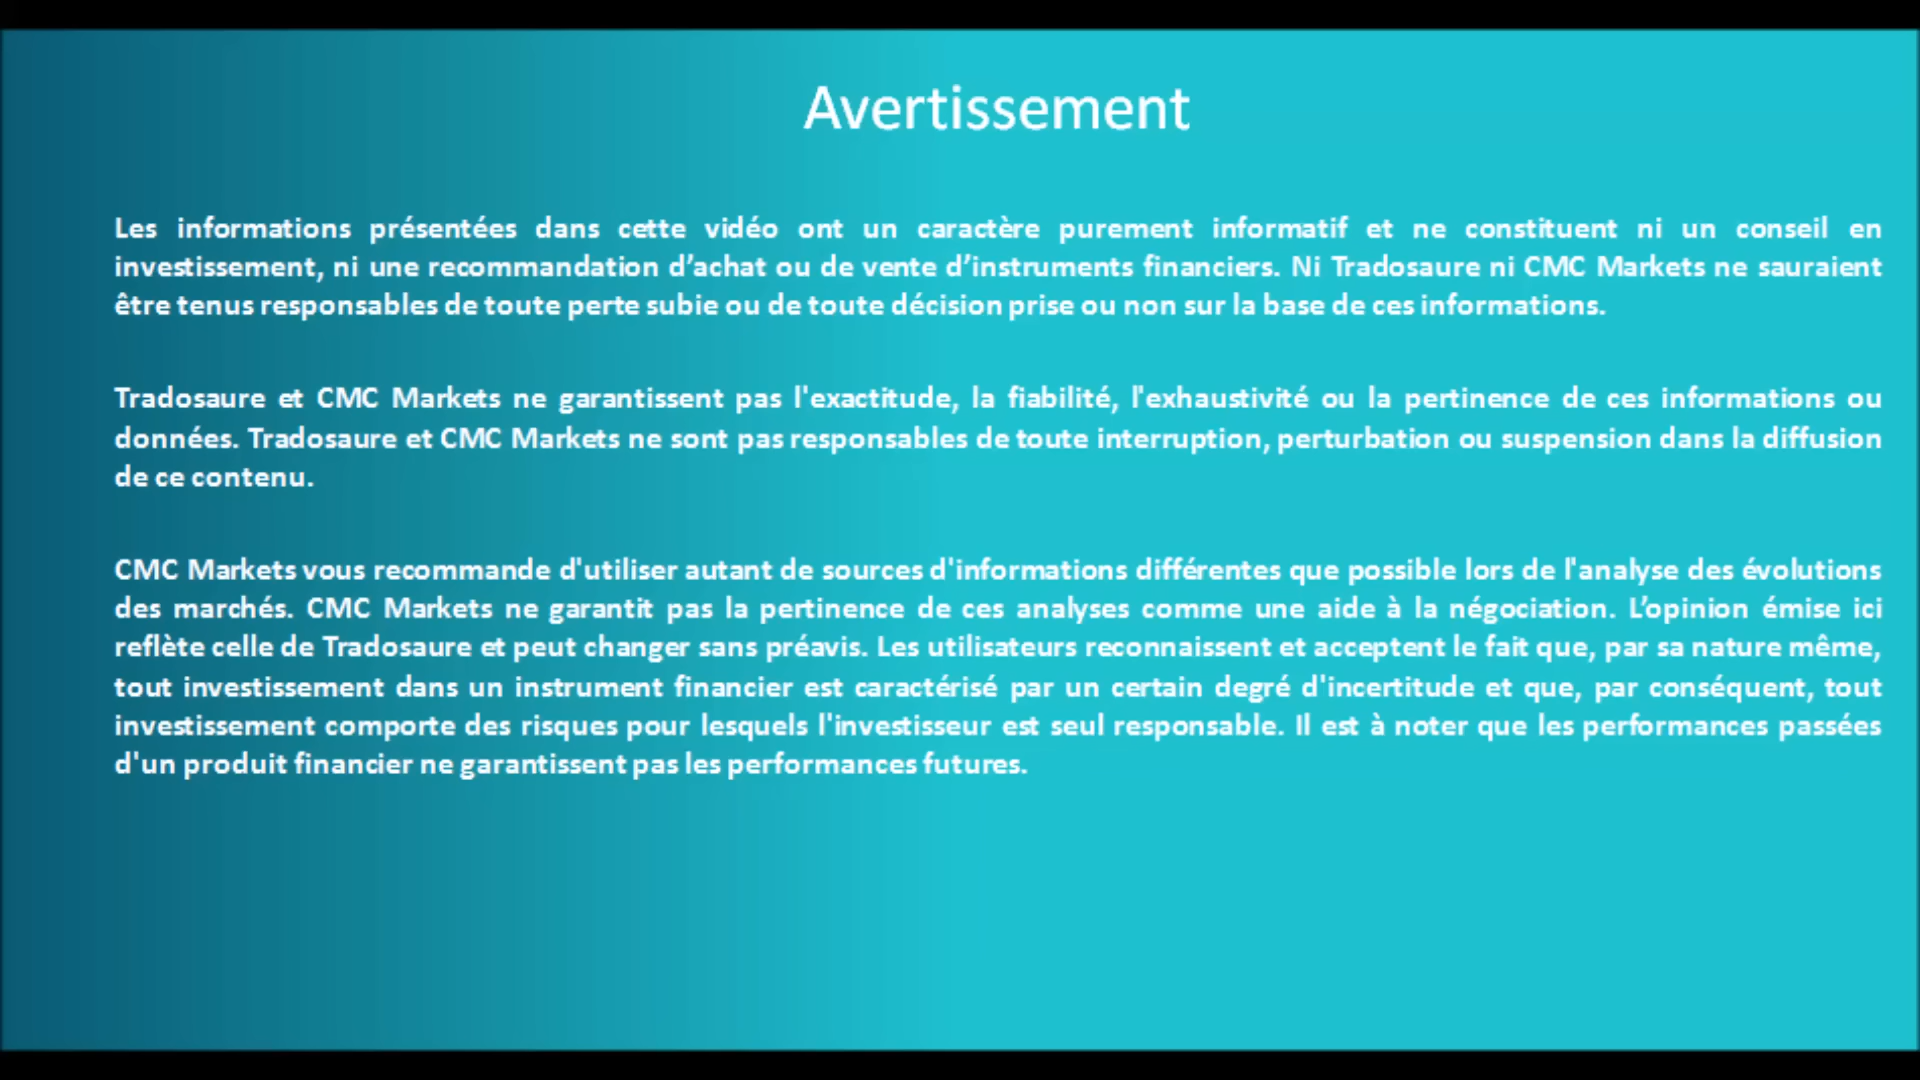 Avertissement
Les informations présentées dans cette vidéo ont un caractère purement informatif et ne constituent ni un conseil en
investissement, ni une recommandation d’achat ou de vente d’instruments financiers. Ni Tradosaure ni CMC Markets ne sauraient
être tenus responsables de toute perte subie ou de toute décision prise ou non sur la base de ces informations.
Tradosaure et CMC Markets ne garantissent pas l'exactitude, la fiabilité, l'exhaustivité ou la pertinence de ces informations ou
données. Tradosaure et CMC Markets ne sont pas responsables de toute interruption, perturbation ou suspension dans la diffusion
de ce contenu.
CMC Markets vous recommande d'utiliser autant de sources d'informations différentes que possible lors de l'analyse des évolutions
des marchés. CMC Markets ne garantit pas la pertinence de ces analyses comme une aide à la négociation. L’opinion émise ici
reflète celle de Tradosaure et peut changer sans préavis. Les utilisateurs reconnaissent et acceptent le fait que, par sa nature même,
tout investissement dans un instrument financier est caractérisé par un certain degré d'incertitude et que, par conséquent, tout
investissement comporte des risques pour lesquels l'investisseur est seul responsable. Il est à noter que les performances passées
d'un produit financier ne garantissent pas les performances futures.